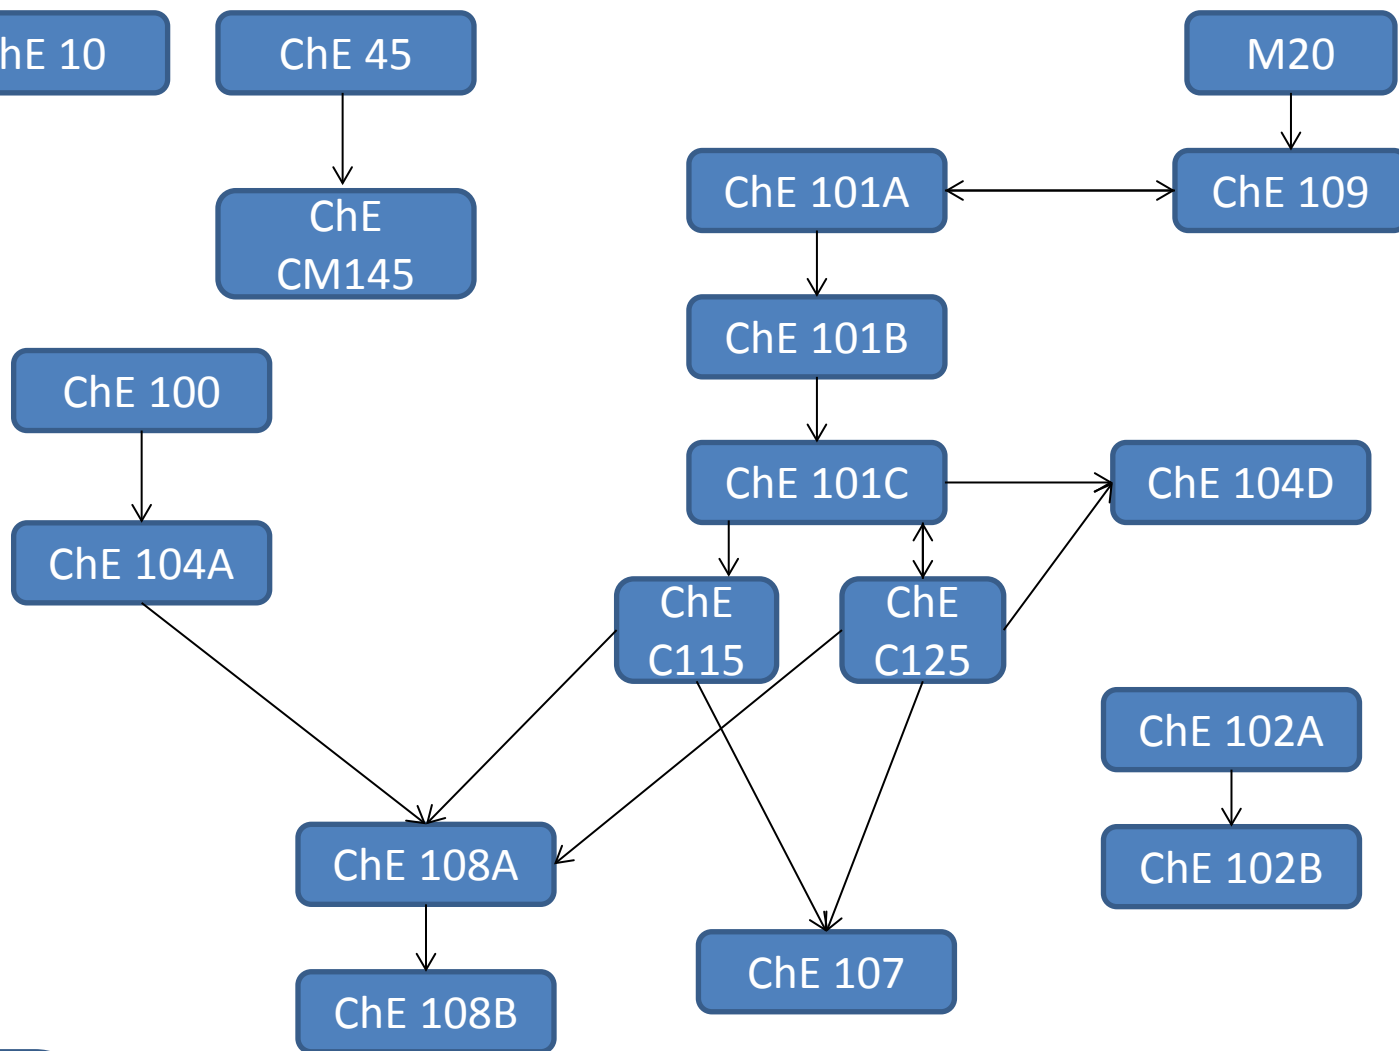 hE 10
ChE 45
M20
ChE 101A
ChE 109
ChE
CM145
ChE 101B
ChE 100
ChE 101C
ChE 104D
ChE 104A
ChE
C115
ChE
C125
ChE 102A
ChE 108A
ChE 102B
ChE 107
ChE 108B